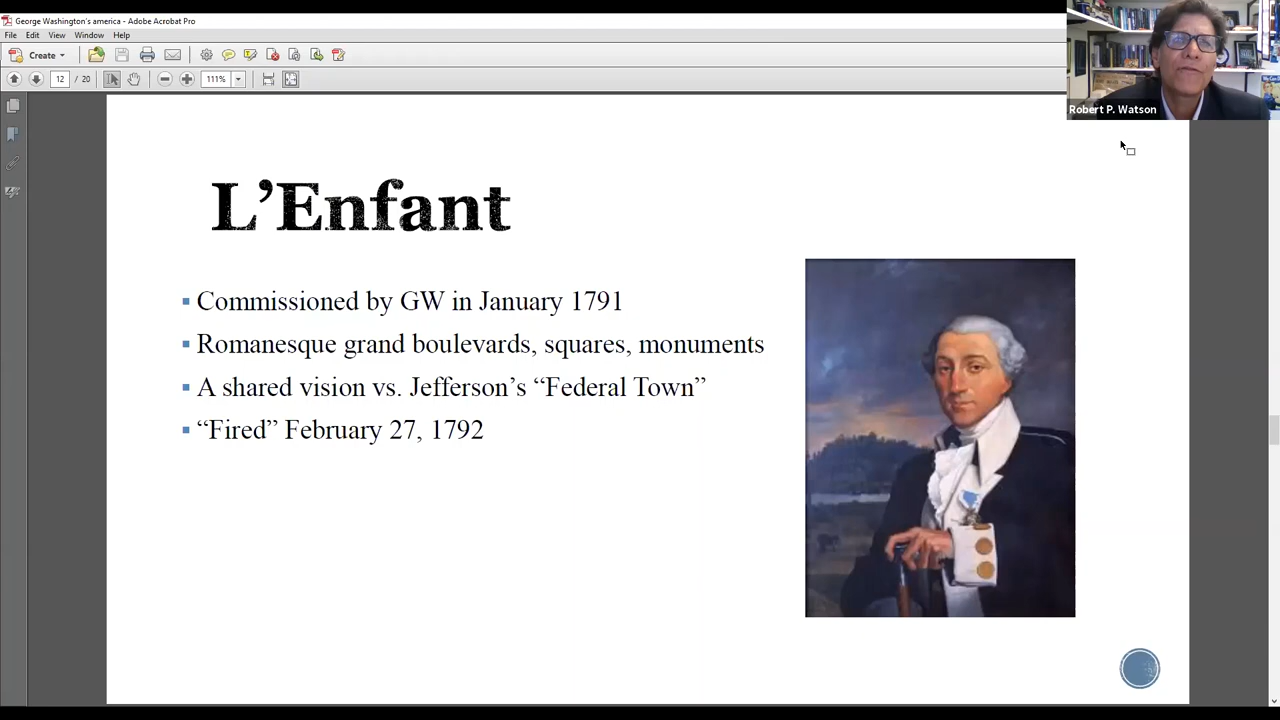 George Washington's america - Adobe Acrobat Pro
File Edit View Window Help
Create
12 / 20
111%
Robert P. Watson
L’Enfant
▪ Commissioned by GW in January 1791
▪ Romanesque grand boulevards, squares, monuments
▪ A shared vision vs. Jefferson’s “Federal Town”
▪ “Fired” February 27, 1792